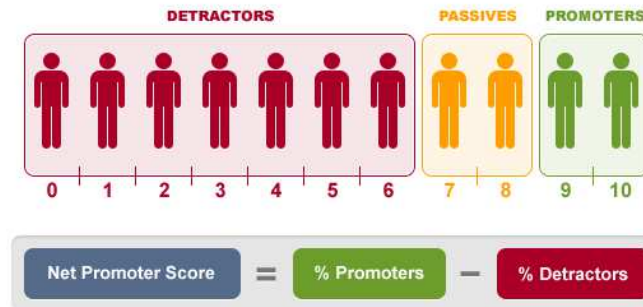 DETRACTORS PASSIVES PROMOTERS
0 1 2 3 4 5 6 7 8 9 10
Net Promoter Score = % Promoters − % Detractors